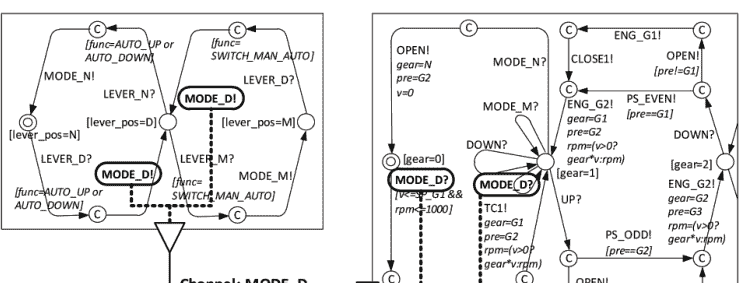 C
[func=AUTO_UP or
AUTO_DOWN]
MODE_N!
LEVER_N?
C
[func=
SWITCH_MAN_AUTO]
LEVER_D?
MODE_D!
[lever_pos=N]
[lever_pos=D]
[lever_pos=M]
LEVER_D?
MODE_D!
LEVER_M?
MODE_M!
[func=AUTO_UP or
AUTO_DOWN]
C
[func=
SWITCH_MAN_AUTO]
C
Channel: MODE_D
C
OPEN!
gear=N
pre=G2
v=0
MODE_N?
MODE_M?
DOWN?
[gear=0]
MODE_D?
[v<=SP_G1 &&
rpm<=1000]
MODE_D?
[gear=1]
TC1!
gear=G1
pre=G2
rpm=(v>0?
gear*v:rpm)
UP?
C
C
C
ENG_G1!
C
CLOSE1!
OPEN!
[pre!=G1]
C
PS_EVEN!
[pre==G1]
C
ENG_G2!
gear=G1
pre=G2
rpm=(v>0?
gear*v:rpm)
DOWN?
[gear=2]
ENG_G2!
gear=G2
pre=G3
rpm=(v>0?
gear*v:rpm)
C
PS_ODD!
[pre==G2]
C
OPEN!